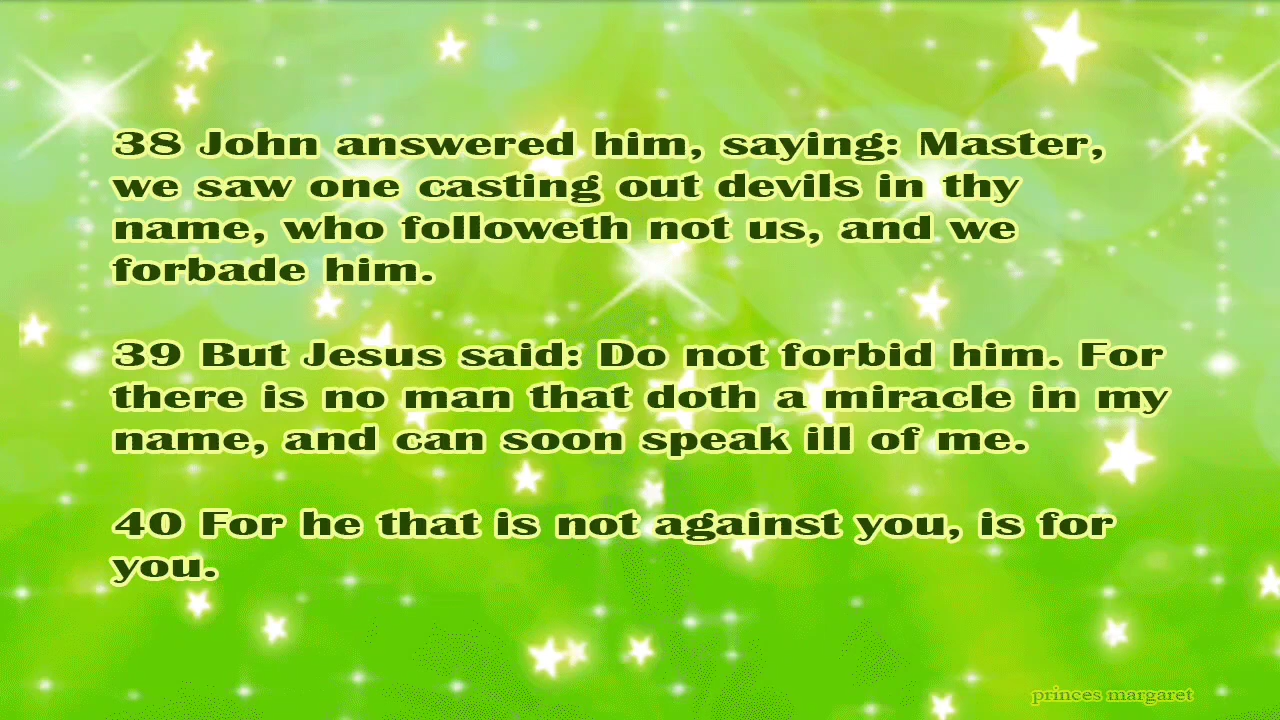 38 John answered him, saying: Master,
we saw one casting out devils in thy
name, who followeth not us, and we
forbade him.
39 But Jesus said: Do not forbid him. For
there is no man that doth a miracle in my
name, and can soon speak ill of me.
40 For he that is not against you, is for
you.
princes margaret